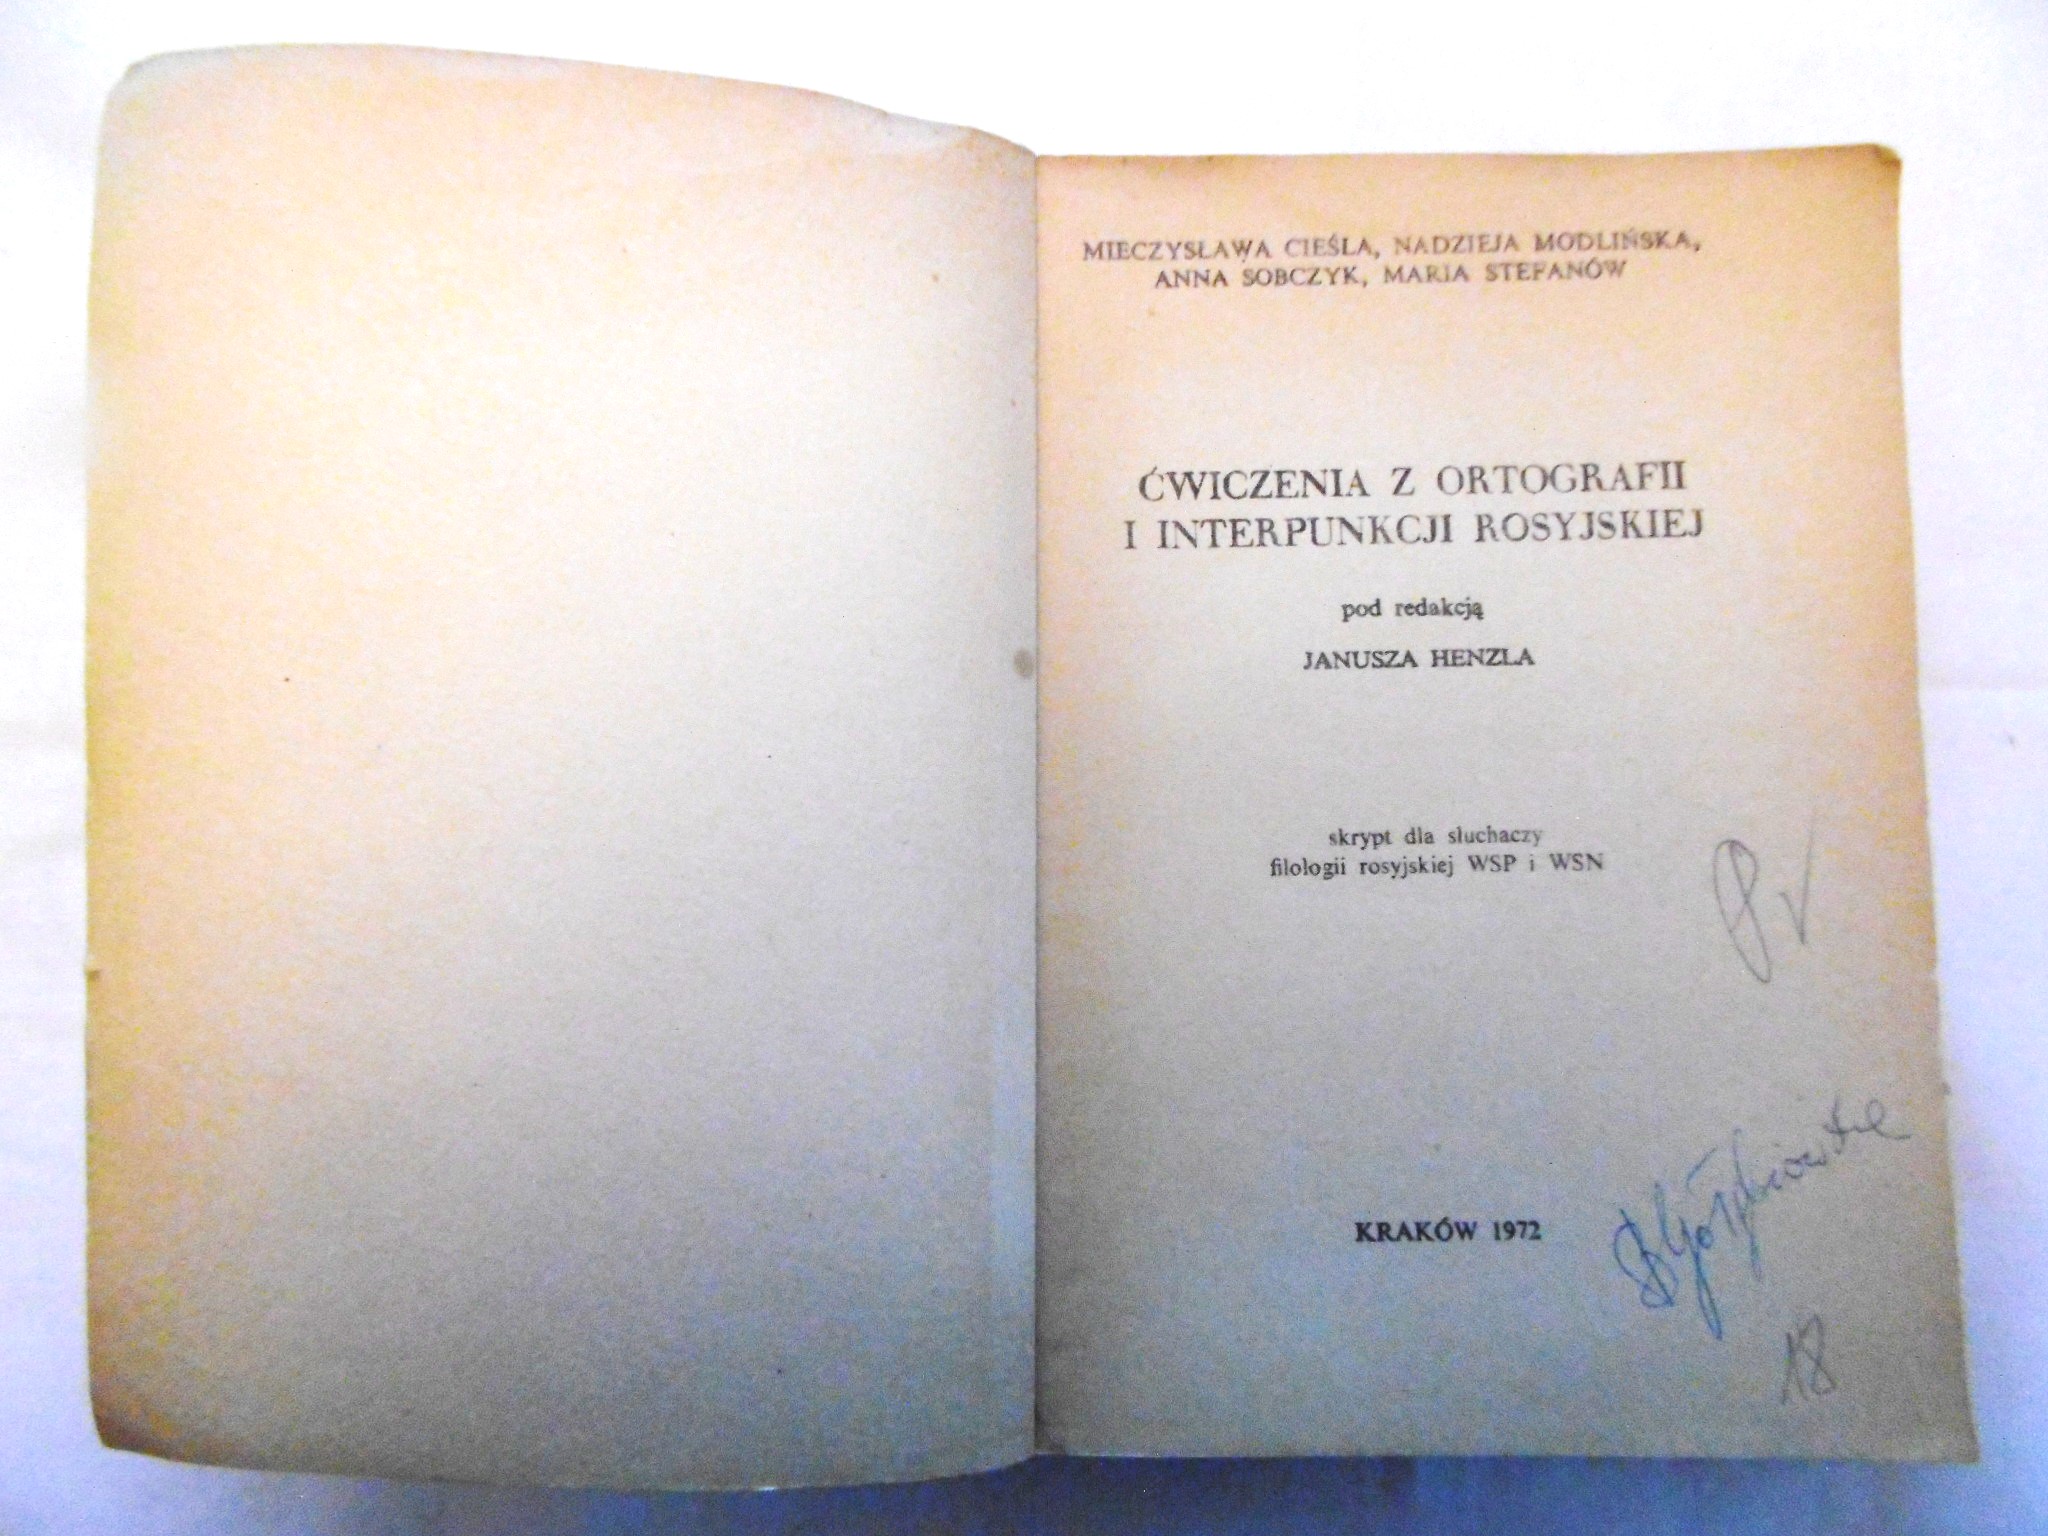 MIECZYSŁAWA CIEŚLA, NADZIEJA MODLIŃSKA,
ANNA SOBCZYK, MARIA STEFANÓW
ĆWICZENIA Z ORTOGRAFII
I INTERPUNKCJI ROSYJSKIEJ
pod redakcją
JANUSZA HENZLA
skrypt dla słuchaczy
filologii rosyjskiej WSP i WSN
KRAKÓW 1972
18